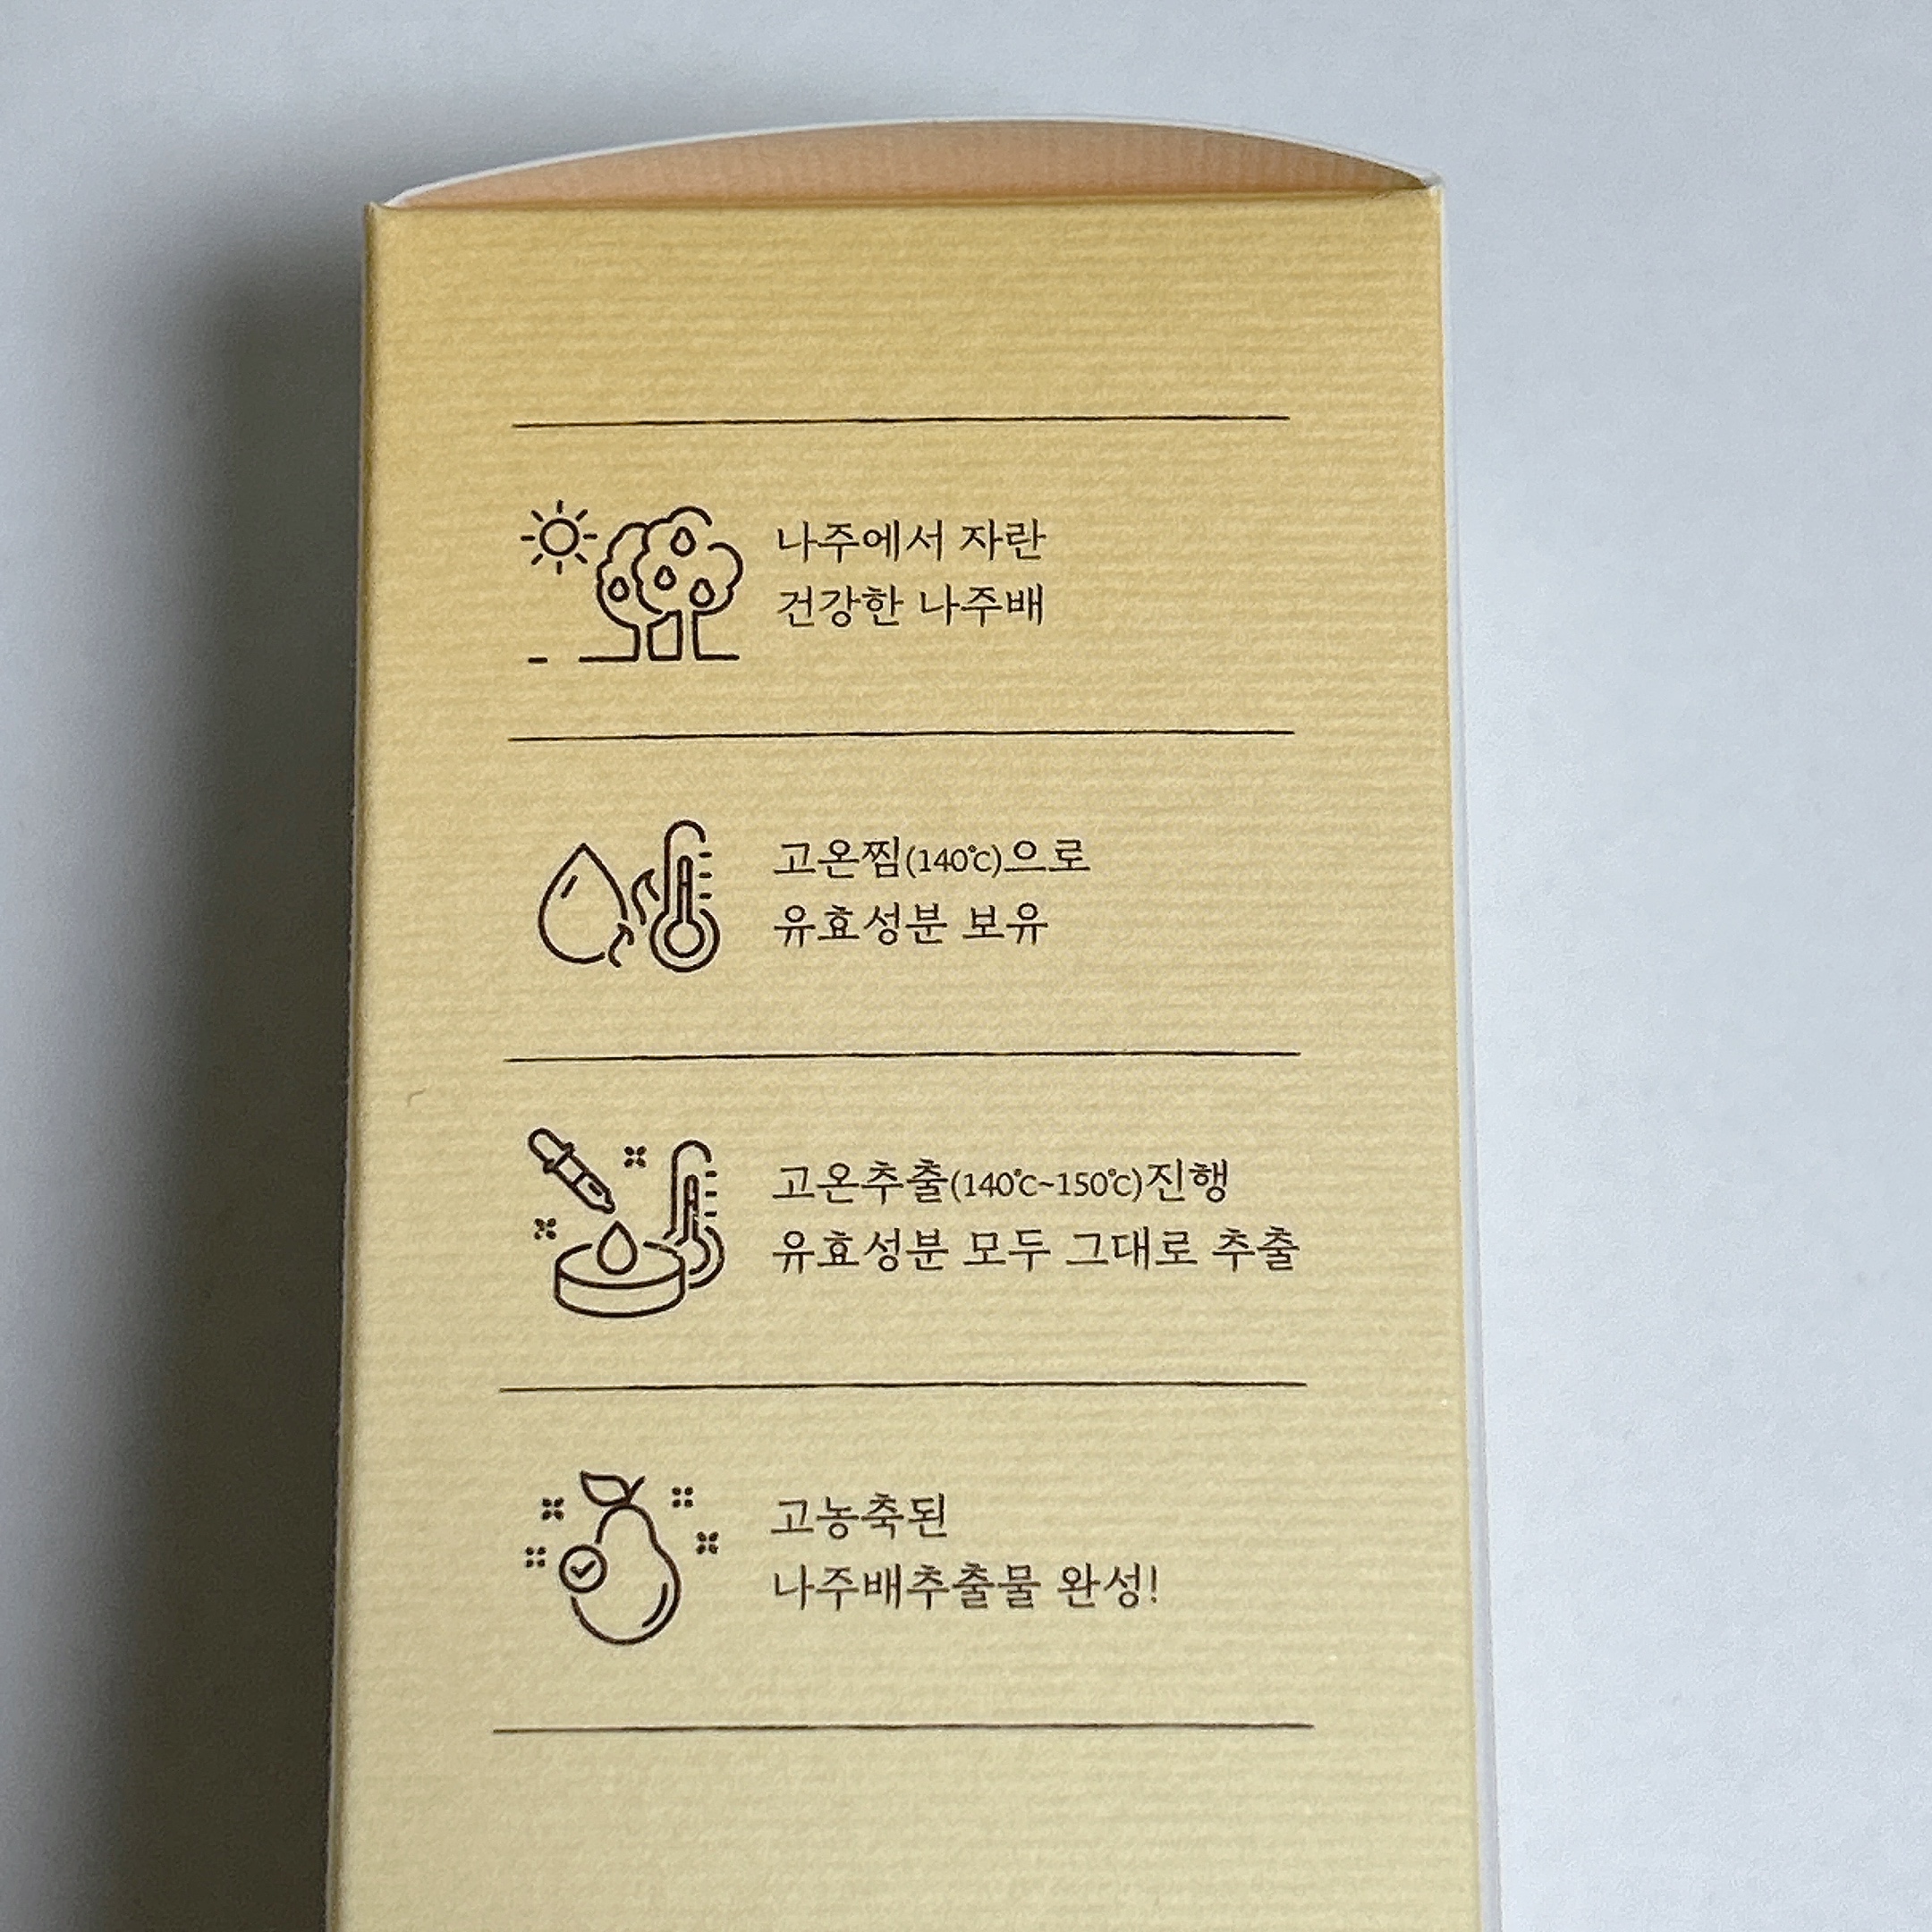 나주에서 자란
건강한 나주배
고온찜(140℃)으로
유효성분 보유
고온추출(140℃~150℃)진행
유효성분 모두 그대로 추출
고농축된
나주배추출물 완성!